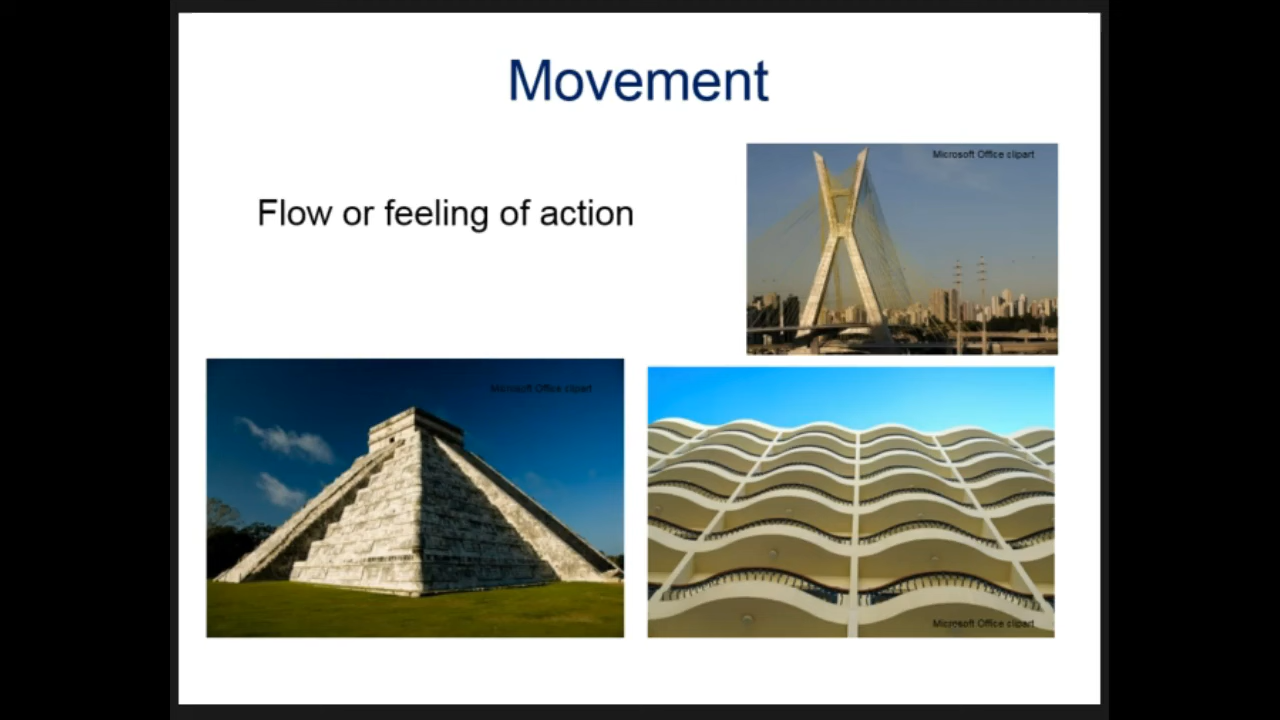 Movement
Microsoft Office clipart
Flow or feeling of action
Microsoft Office clipart
Microsoft Office clipart